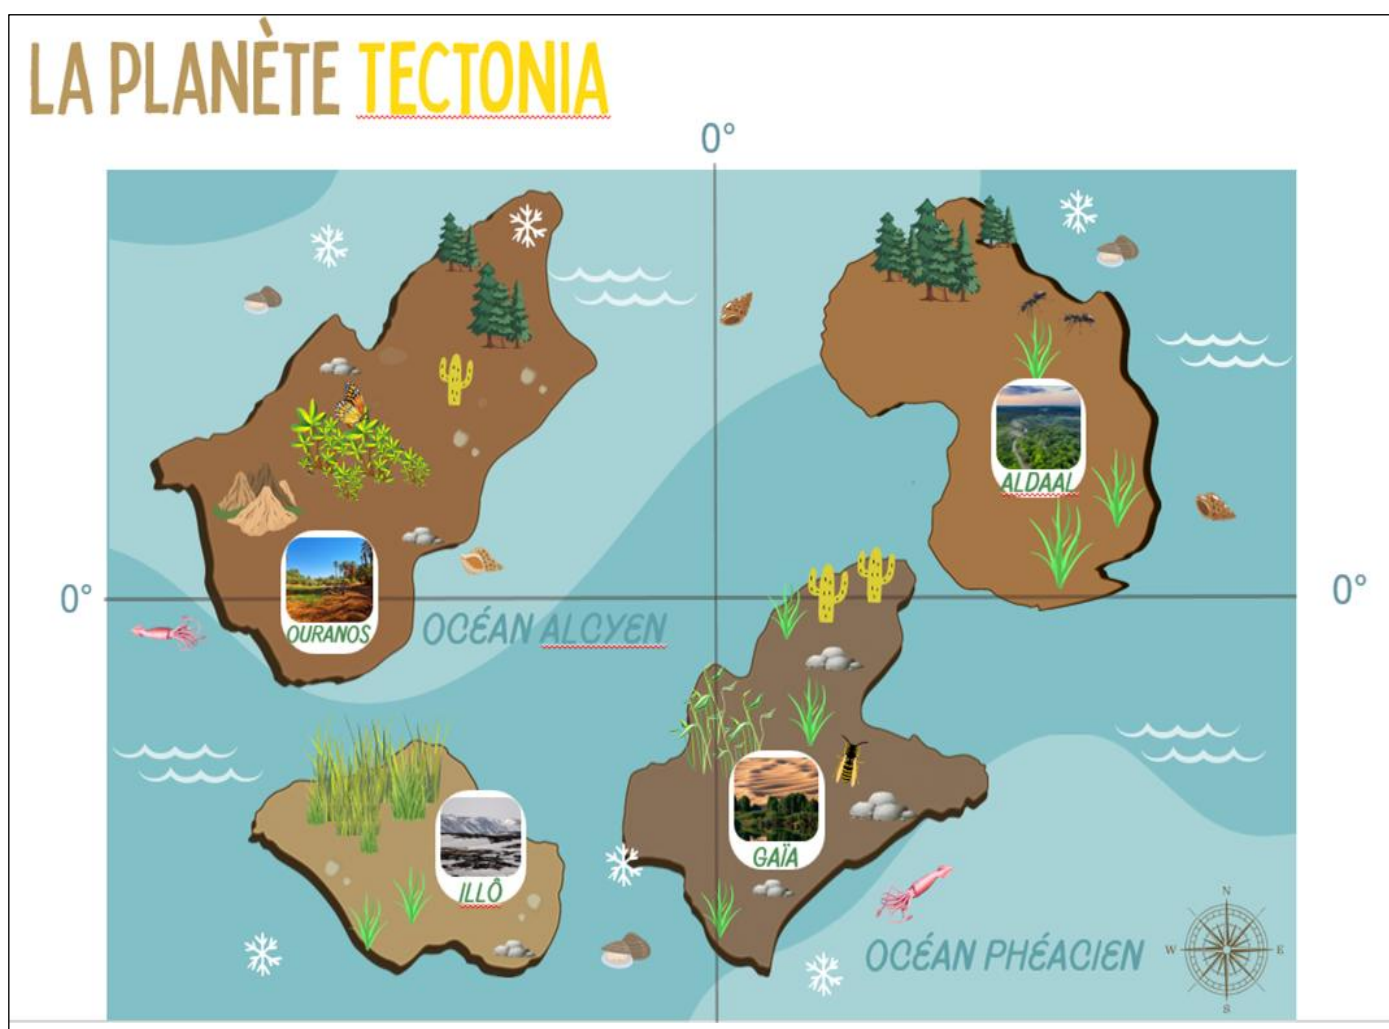 LA PLANÈTE TECTONIA
0°
ALDAAL
0°
0°
OURANOS
OCÉAN ALCYEN
GAÏA
ILLÔ
OCÉAN PHÉACIEN
N
W
E
S